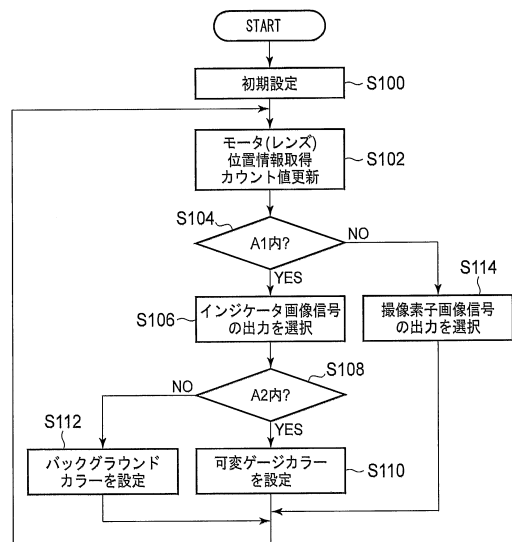 START
初期設定
S100
モータ(レンズ)
位置情報取得
カウント値更新
S102
S104
A1内?
NO
YES
S106
インジケータ画像信号
の出力を選択
S114
撮像素子画像信号
の出力を選択
S108
A2内?
NO
YES
S112
バックグラウンド
カラーを設定
可変ゲージカラー
を設定
S110